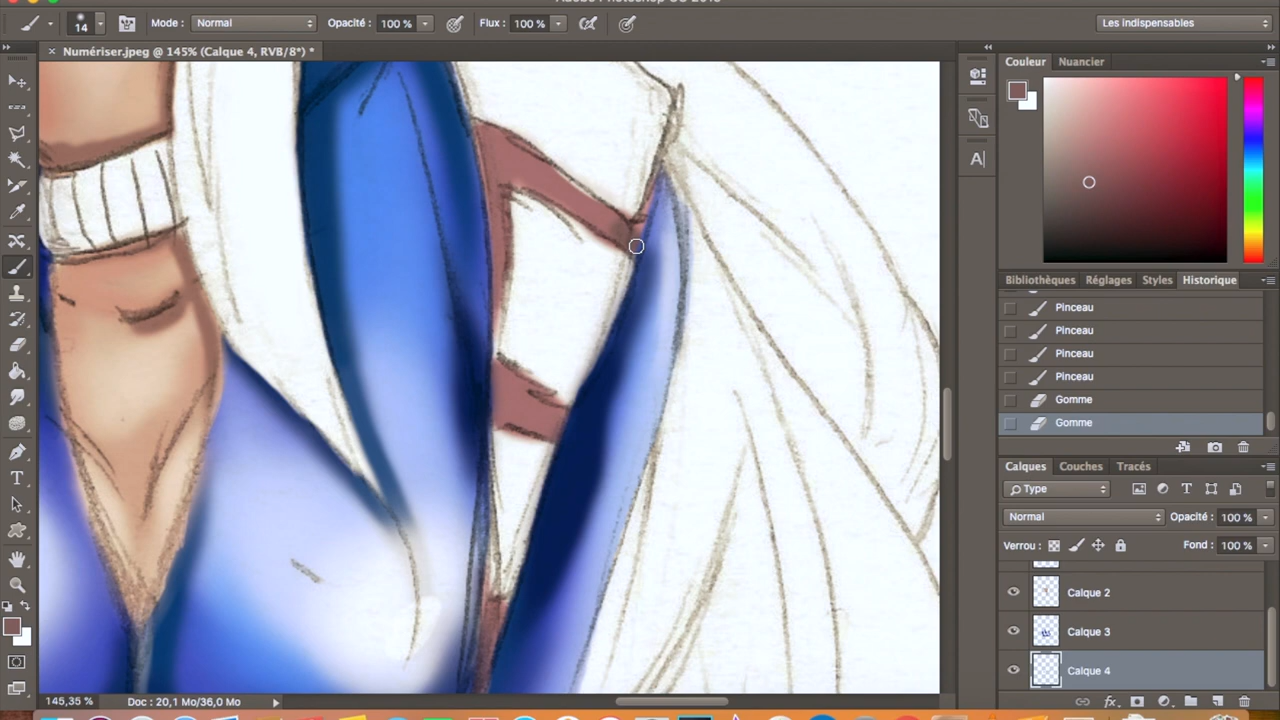 14 Mode : Normal Opacité : 100 % Flux : 100 % Les indispensables
× Numériser.jpeg @ 145% (Calque 4, RVB/8*) *
Couleur Nuancier
A|
Bibliothèques Réglages Styles Historique
Pinceau
Pinceau
Pinceau
Pinceau
Gomme
Gomme
Calques Couches Tracés
Type
Normal Opacité : 100 %
Verrou : Fond : 100 %
Calque 2
Calque 3
Calque 4
fx
145,35 % Doc : 20,1 Mo/36,0 Mo